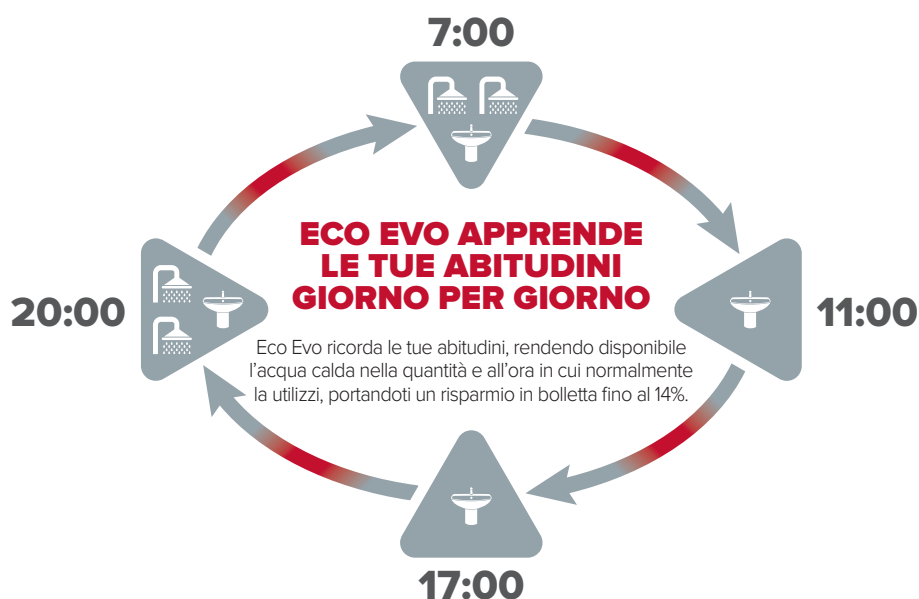 7:00
ECO EVO APPRENDE
LE TUE ABITUDINI
GIORNO PER GIORNO
20:00
11:00
Eco Evo ricorda le tue abitudini, rendendo disponibile
l’acqua calda nella quantità e all’ora in cui normalmente
la utilizzi, portandoti un risparmio in bolletta fino al 14%.
17:00